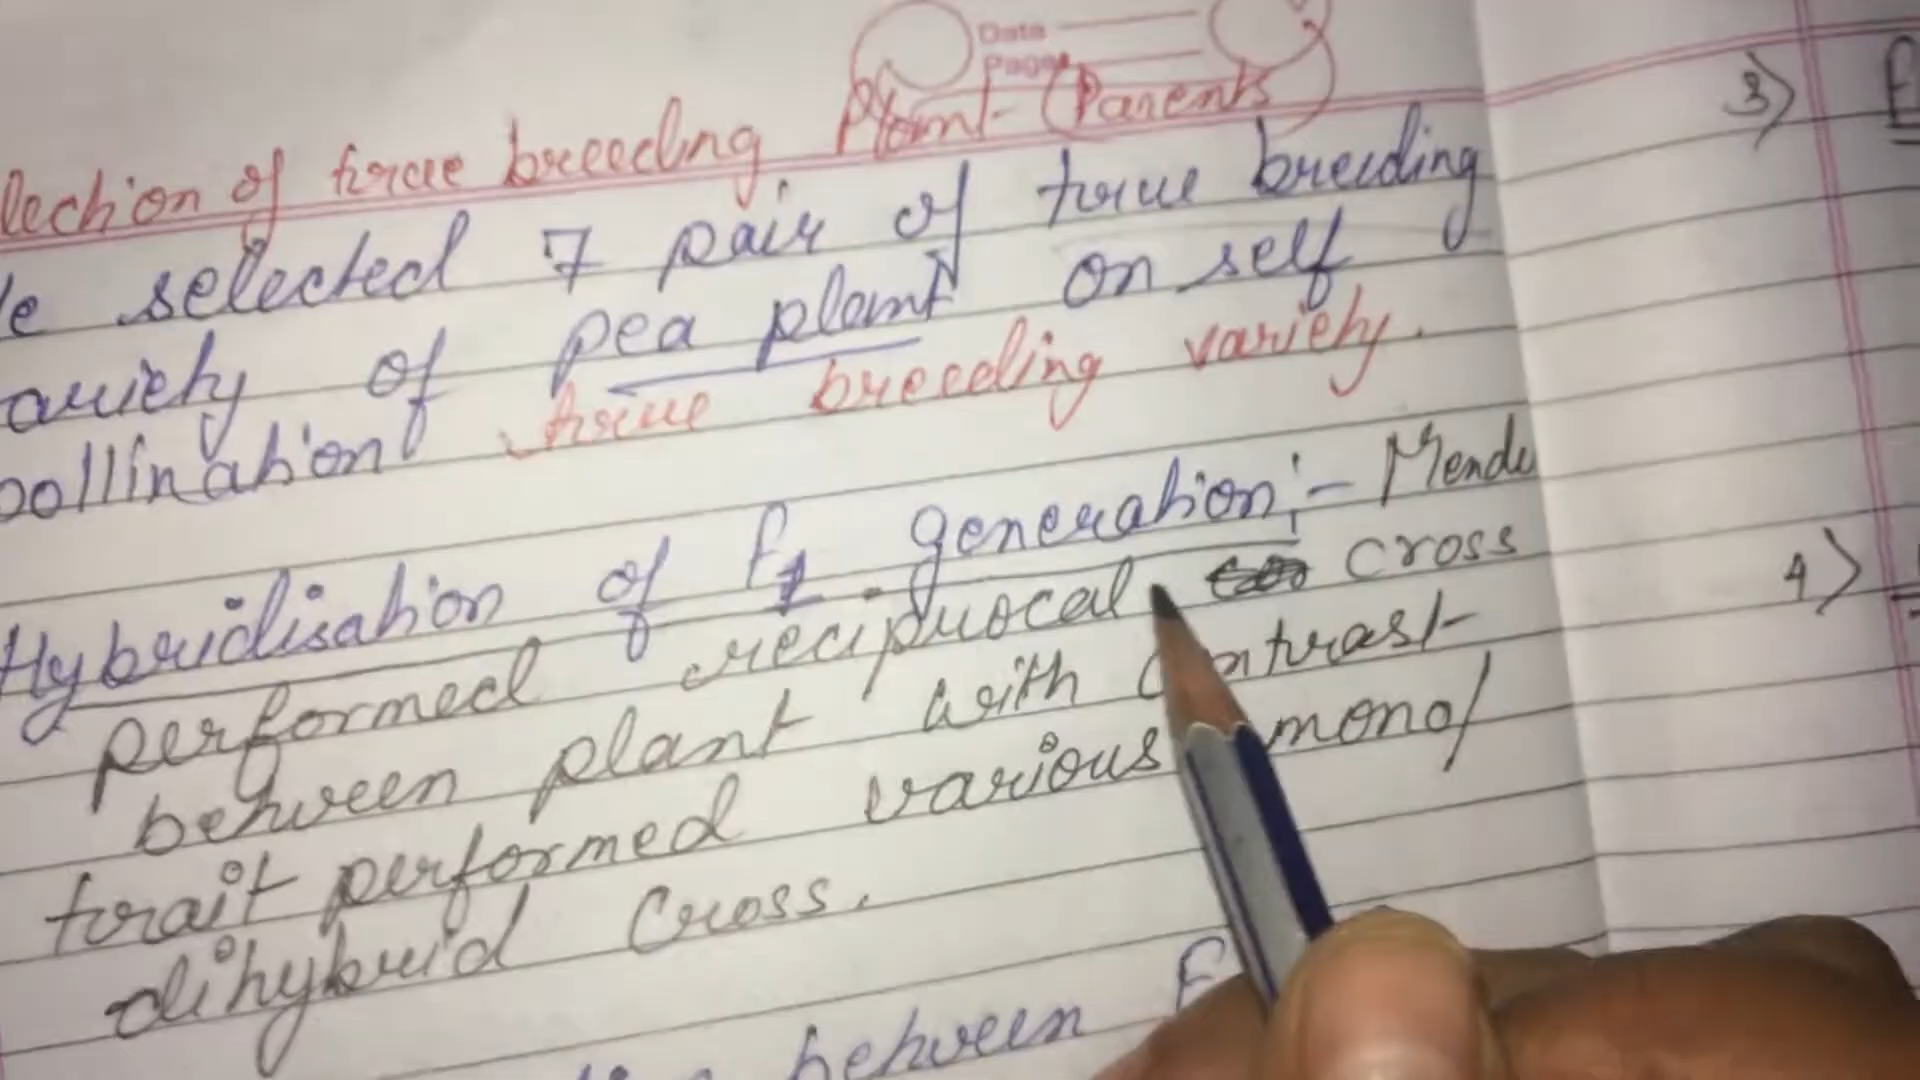 Date
Page
lection of true breeding Plant (Parents
le selected 7 pair of true breeding
ariety of pea plant on self
pollination true breeding variety.
Hybridisation of F1 generation:- Mende
performed reciprocal cross
between plant with contrast
trait performed various mono/
dihybrid cross.
between F
3)
4)